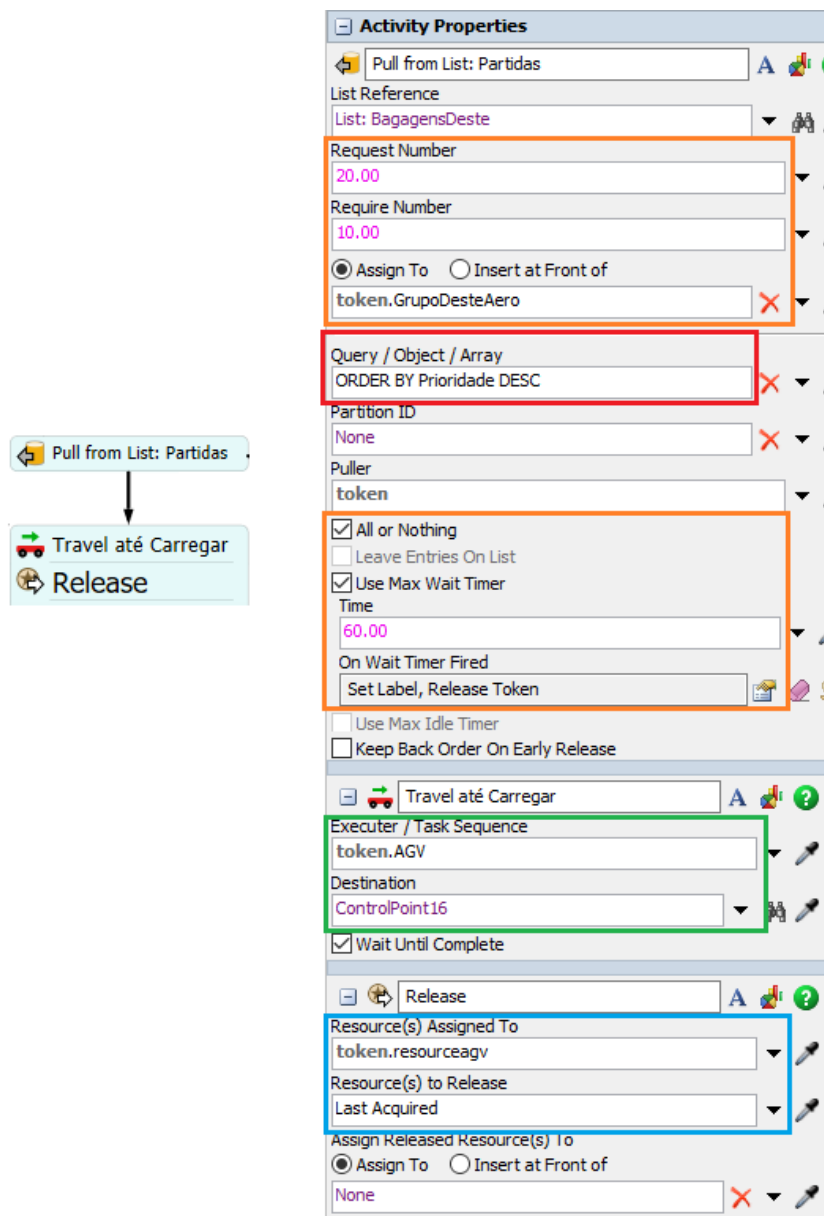 Pull from List: Partidas
Travel até Carregar
Release
Activity Properties
Pull from List: Partidas
A
List Reference
List: BagagensDeste
Request Number
20.00
Require Number
10.00
Assign To Insert at Front of
token.GrupoDesteAero
Query / Object / Array
ORDER BY Prioridade DESC
Partition ID
None
Puller
token
All or Nothing
Leave Entries On List
Use Max Wait Timer
Time
60.00
On Wait Timer Fired
Set Label, Release Token
Use Max Idle Timer
Keep Back Order On Early Release
Travel até Carregar
A ?
Executer / Task Sequence
token.AGV
Destination
ControlPoint16
Wait Until Complete
Release
A ?
Resource(s) Assigned To
token.resourceagv
Resource(s) to Release
Last Acquired
Assign Released Resource(s) To
Assign To Insert at Front of
None